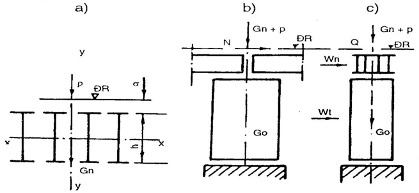 a) b) c)
y
N Gn + p ĐR Q Gn + p ĐR
p ĐR σ
Wn
x x h
Go Wt Go
Gn
y